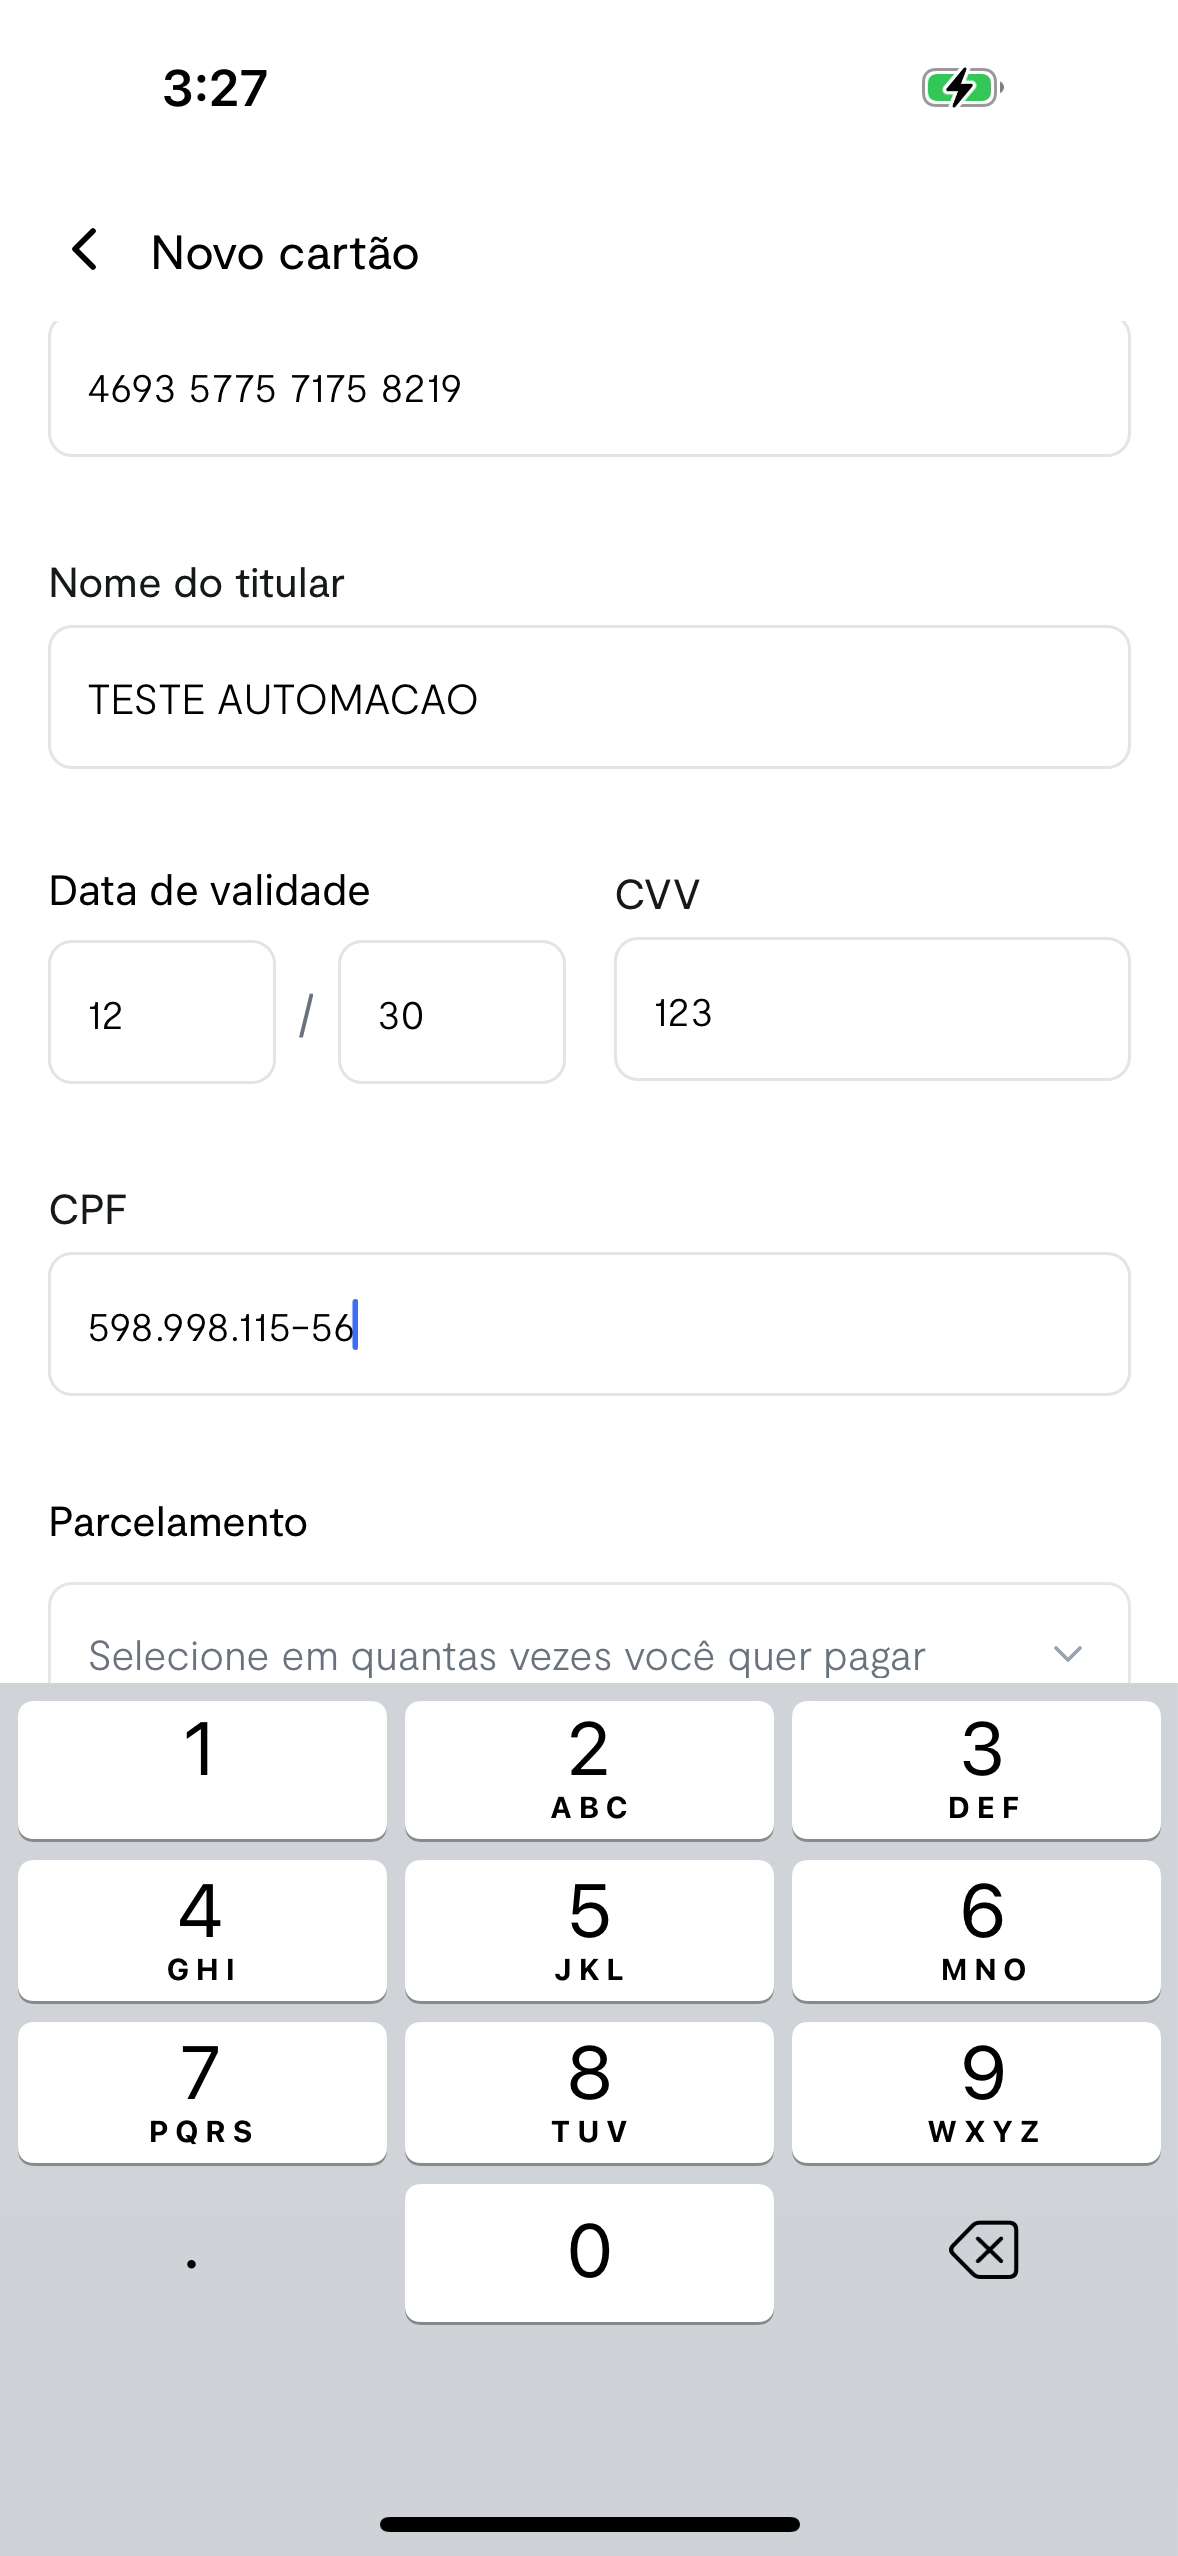 3:27
Novo cartão
4693 5775 7175 8219
Nome do titular
TESTE AUTOMACAO
Data de validade
CVV
12 / 30
123
CPF
598.998.115-56
Parcelamento
Selecione em quantas vezes você quer pagar
1
2
ABC
3
DEF
4
GHI
5
JKL
6
MNO
7
PQRS
8
TUV
9
WXYZ
.
0